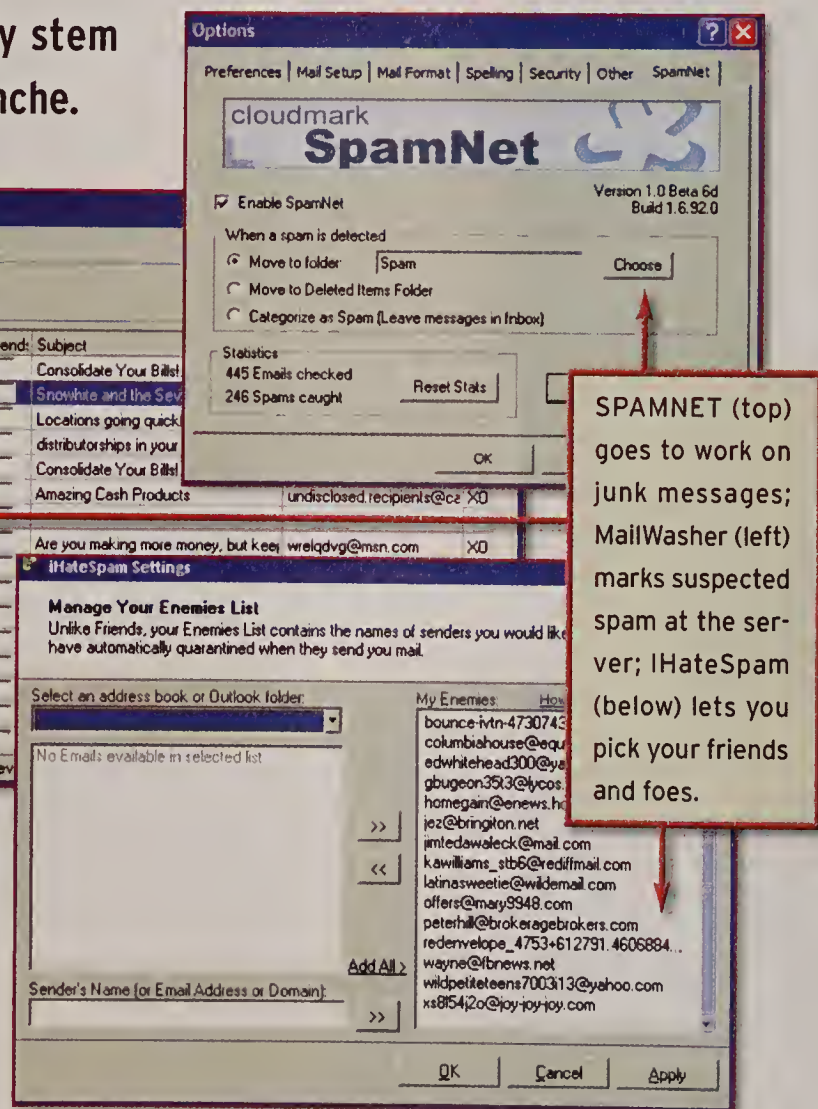 y stem
nche.
Options
Preferences | Mail Setup | Mail Format | Spelling | Security | Other SpamNet
cloudmark
SpamNet
Enable SpamNet
Version 1.0 Beta 6d
Build 1.6.92.0
When a spam is detected
Move to folder: Spam Choose
Move to Deleted Items Folder
Categorize as Spam (Leave messages in Inbox)
Statistics
445 Emails checked
246 Spams caught
Reset Stats
OK
Subject
Consolidate Your Bills!
Snowhite and the Sev
Locations going quick
distributorships in your
Consolidate Your Bills!
Amazing Cash Products undisclosed.recipients@ca X0
Are you making more money, but keep wrelqdvg@msn.com X0
SPAMNET (top)
goes to work on
junk messages;
MailWasher (left)
marks suspected
spam at the ser-
ver; IHateSpam
(below) lets you
pick your friends
and foes.
iHateSpam Settings
Manage Your Enemies List
Unlike Friends, your Enemies List contains the names of senders you would like
have automatically quarantined when they send you mail.
Select an address book or Outlook folder:
No Emails available in selected list
>>
<<
Add All >
Sender's Name (or Email Address or Domain):
>>
My Enemies: How
bounce-ivtn-4730743
columbiahouse@equ
edwhitehead300@ya
gbugeon35t3@lycos.
homegain@enews.ho
jez@bringiton.net
jimtedawaleck@mail.com
kawilliams_stb6@rediffmail.com
latinasweetie@wildemail.com
offers@mary9948.com
peterhill@brokeragebrokers.com
redenvelope_4753+612791.4606884...
wayne@fbnews.net
wildpetiteteens7003i13@yahoo.com
xs8f54j2o@joy-joy-joy.com
OK Cancel Apply